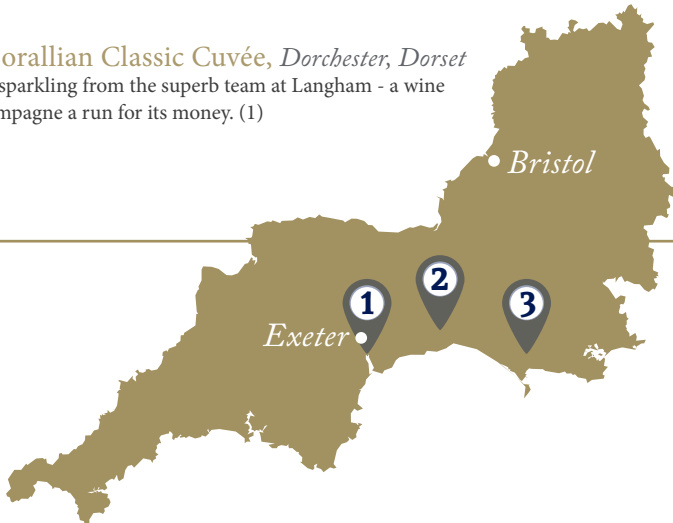 orallian Classic Cuvée, Dorchester, Dorset
sparkling from the superb team at Langham - a wine
mpagne a run for its money. (1)
Bristol
2
1
3
Exeter